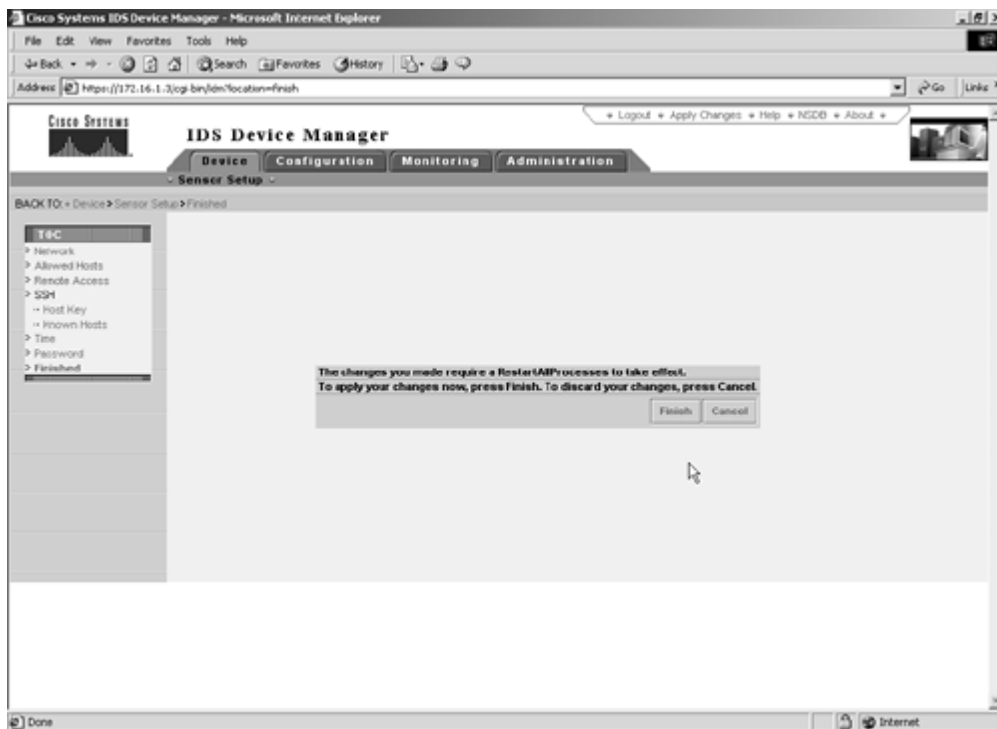 Cisco Systems IDS Device Manager - Microsoft Internet Explorer
File Edit View Favorites Tools Help
Back Search Favorites History
Address https://172.16.1.3/cgi-bin/idm?location=finish Go Links
Cisco Systems
IDS Device Manager
Logout Apply Changes Help NSDB About
Device Configuration Monitoring Administration
Sensor Setup
BACK TO: Device > Sensor Setup > Finished
TOC
Network
Allowed Hosts
Remote Access
SSH
Host Key
Known Hosts
Time
Password
Finished
The changes you made require a RestartAllProcesses to take effect.
To apply your changes now, press Finish. To discard your changes, press Cancel.
Finish Cancel
Done Internet